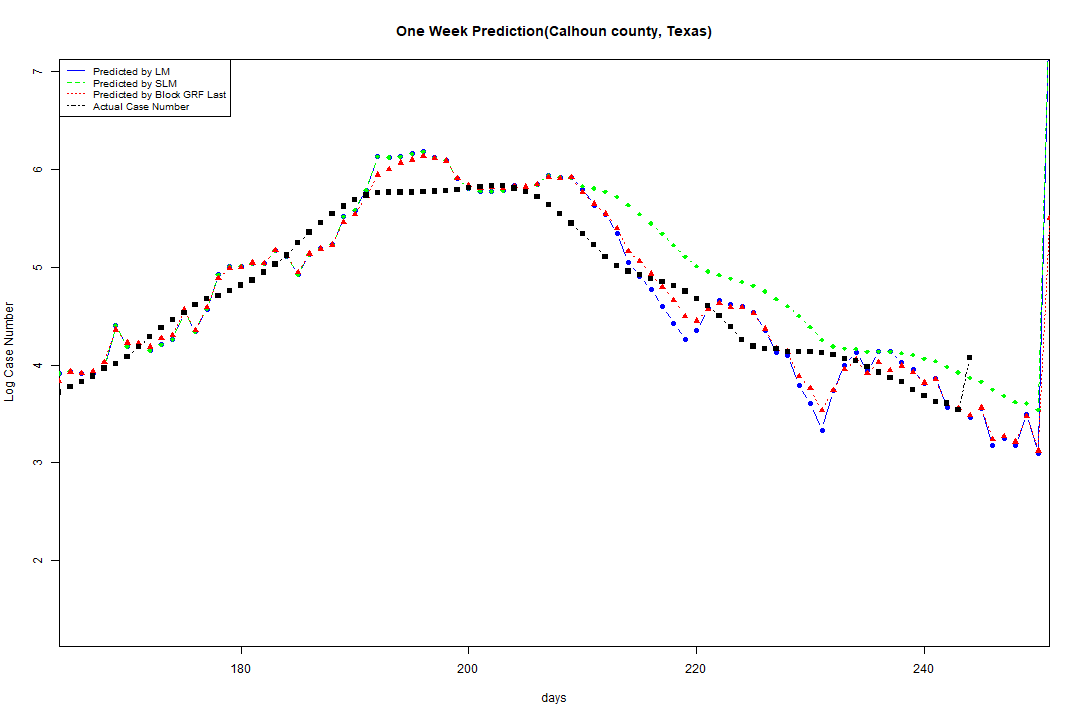 One Week Prediction(Calhoun county, Texas)
Predicted by LM
Predicted by SLM
Predicted by Block GRF Last
Actual Case Number
7
6
5
4
3
2
Log Case Number
180 200 220 240
days